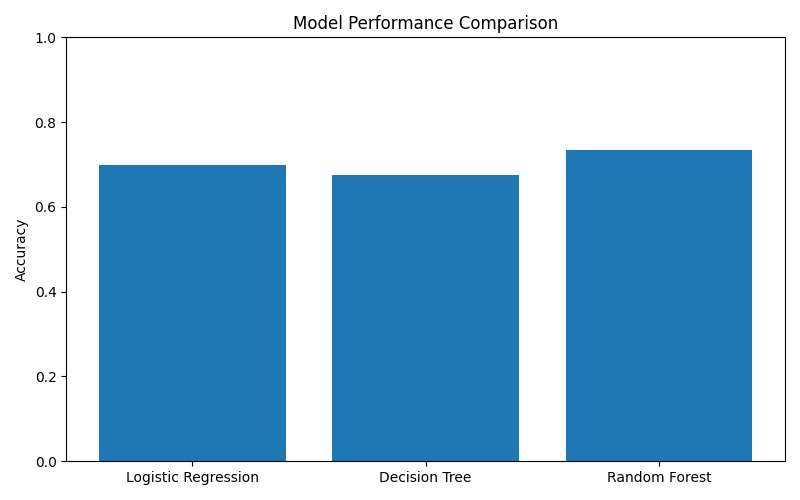 Model Performance Comparison
1.0
0.8
0.6
0.4
0.2
0.0
Accuracy
Logistic Regression
Decision Tree
Random Forest